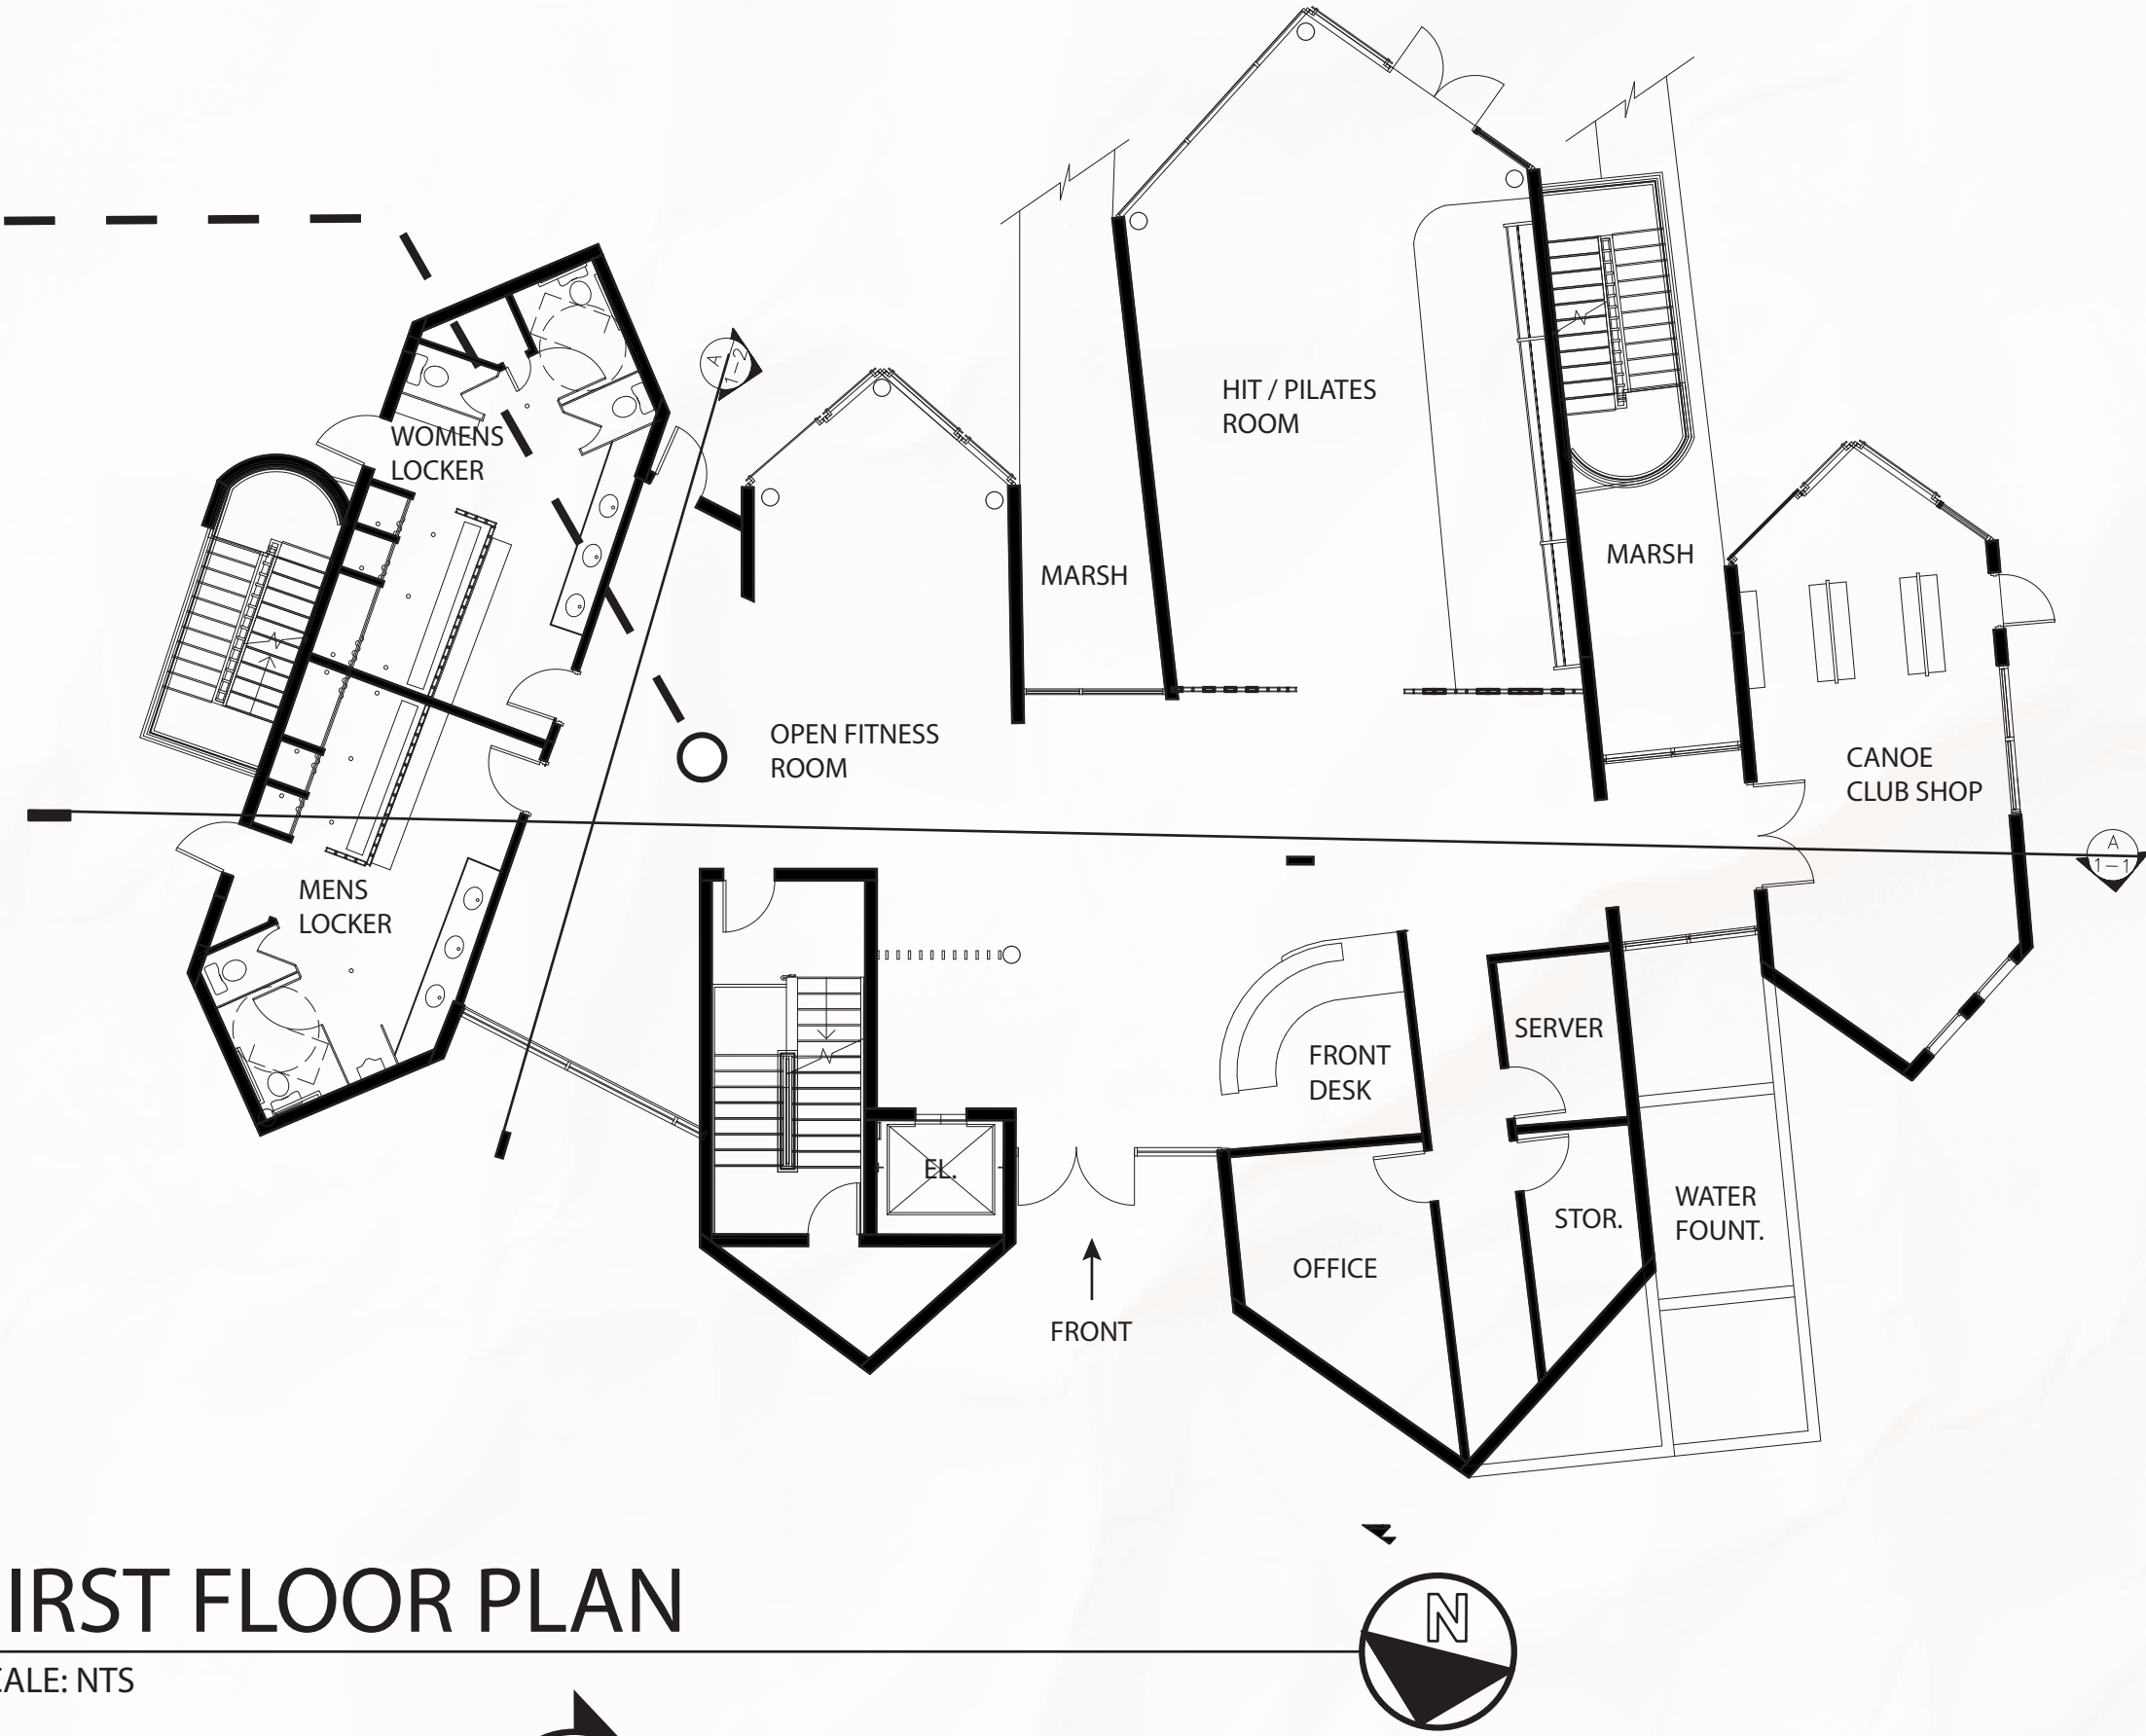 A
1-2
WOMENS
LOCKER
HIT / PILATES
ROOM
MARSH
MARSH
OPEN FITNESS
ROOM
CANOE
CLUB SHOP
A
1-1
MENS
LOCKER
SERVER
FRONT
DESK
EL.
STOR.
WATER
FOUNT.
OFFICE
FRONT
IRST FLOOR PLAN
N
CALE: NTS